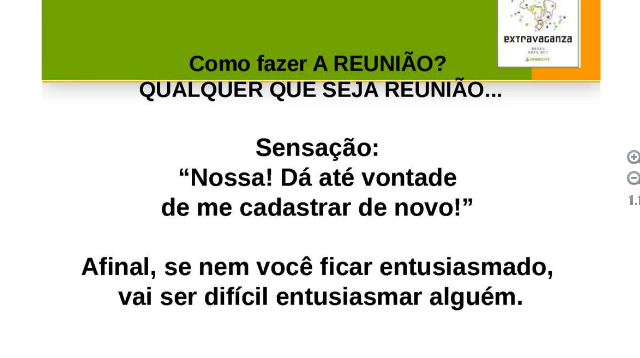 extravaganza
Como fazer A REUNIÃO?
QUALQUER QUE SEJA REUNIÃO...
Sensação:
“Nossa! Dá até vontade
de me cadastrar de novo!”
Afinal, se nem você ficar entusiasmado,
vai ser difícil entusiasmar alguém.